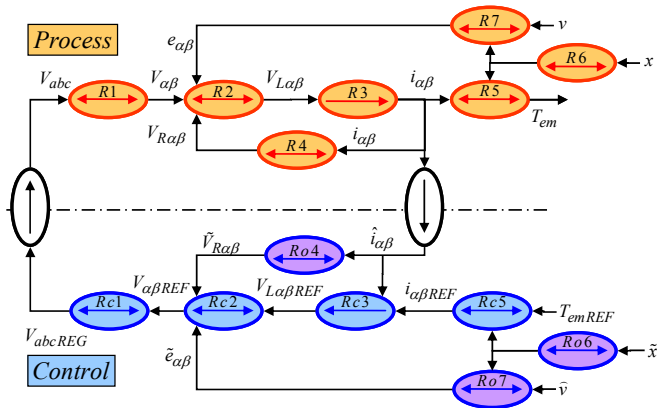 Process
e_{αβ}
R7
v
R6
x
V_{abc}
V_{αβ}
V_{Lαβ}
i_{αβ}
R1
R2
R3
R5
V_{Rαβ}
R4
i_{αβ}
T_{em}
Ṽ_{Rαβ}
Ro4
î_{αβ}
V_{αβREF}
V_{LαβREF}
i_{αβREF}
Rc1
Rc2
Rc3
Rc5
T_{emREF}
V_{abcREG}
ẽ_{αβ}
Ro6
x̃
Control
Ro7
v̂